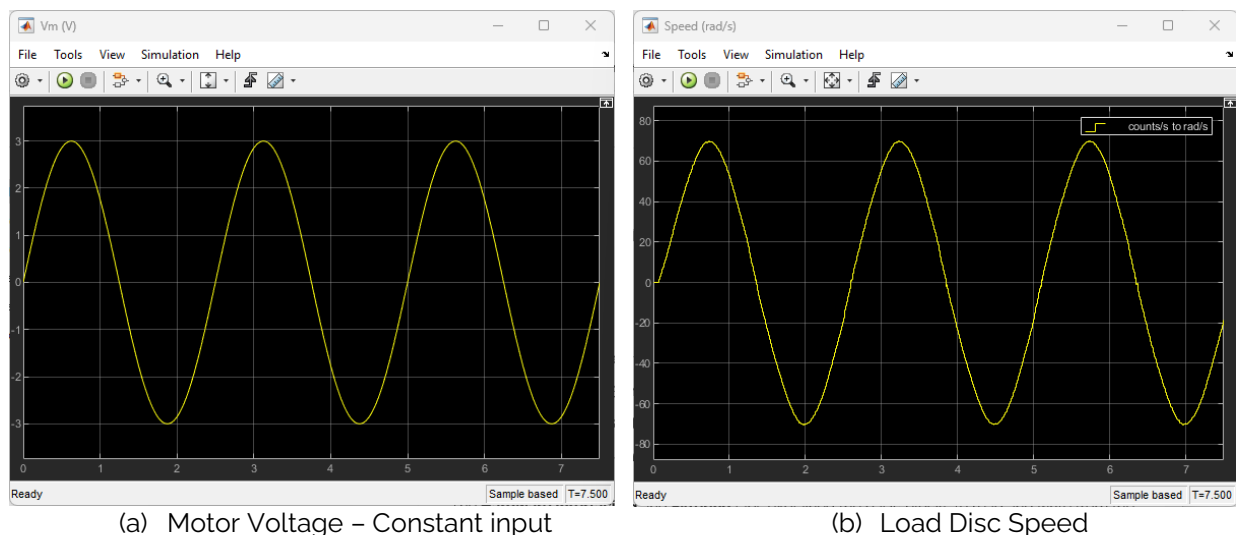 Vm (V)
File Tools View Simulation Help
3
2
1
0
-1
-2
-3
0 1 2 3 4 5 6 7
Ready Sample based T=7.500
(a) Motor Voltage – Constant input
Speed (rad/s)
File Tools View Simulation Help
counts/s to rad/s
80
60
40
20
0
-20
-40
-60
-80
0 1 2 3 4 5 6 7
Ready Sample based T=7.500
(b) Load Disc Speed